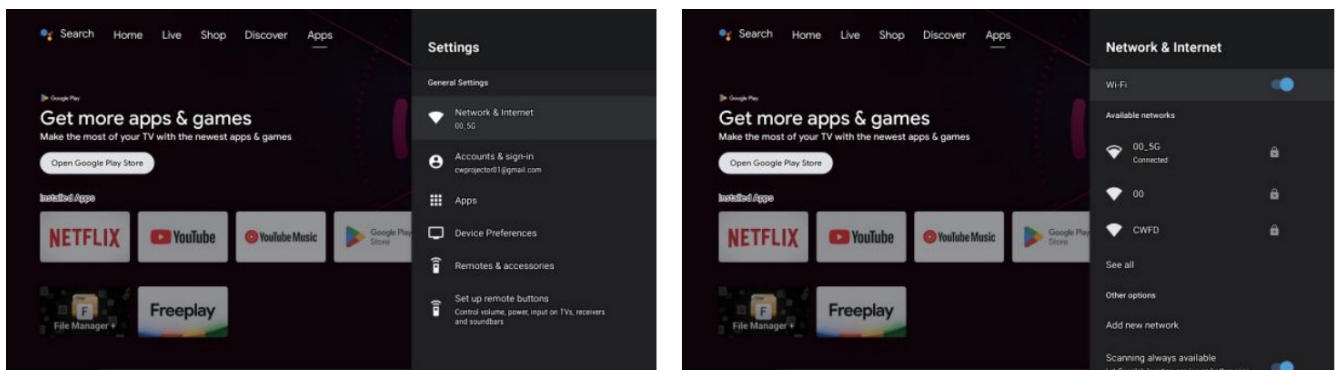 Search Home Live Shop Discover Apps
Google Play
Get more apps & games
Make the most of your TV with the newest apps & games
Open Google Play Store
Installed Apps
NETFLIX YouTube YouTube Music Google Play
Store
F
File Manager + Freeplay
Settings
General Settings
Network & Internet
00_5G
Accounts & sign-in
cwprojector01@gmail.com
Apps
Device Preferences
Remotes & accessories
Set up remote buttons
Control volume, power, input on TVs, receivers
and soundbars
Search Home Live Shop Discover Apps
Google Play
Get more apps & games
Make the most of your TV with the newest apps & games
Open Google Play Store
Installed Apps
NETFLIX YouTube YouTube Music Google Play
Store
F
File Manager + Freeplay
Network & Internet
Wi-Fi
Available networks
00_5G
Connected
00
CWFD
See all
Other options
Add new network
Scanning always available